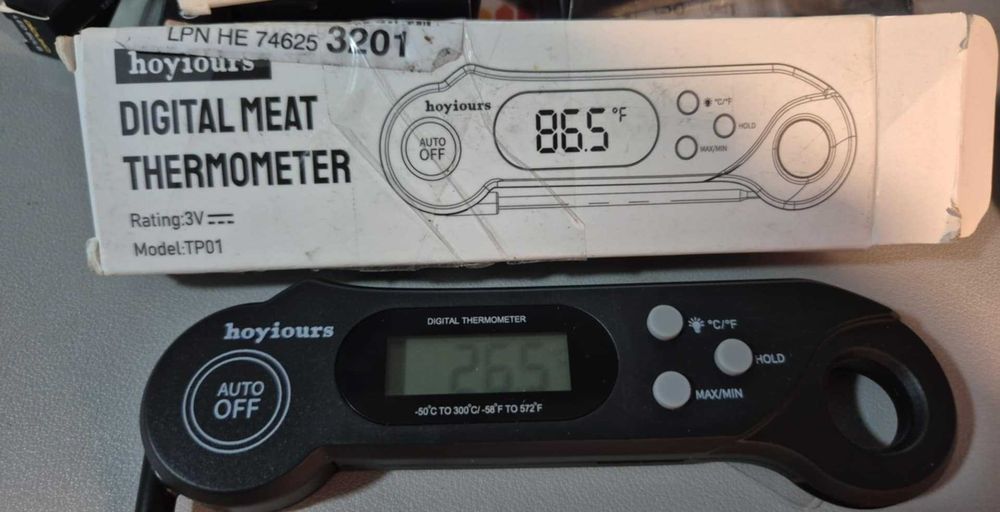 LPN HE 74625 3201
hoyiours
DIGITAL MEAT
THERMOMETER
Rating:3V
Model:TP01
hoyiours
AUTO
OFF
86.5°F
°C/°F
HOLD
MAX/MIN
hoyiours
AUTO
OFF
DIGITAL THERMOMETER
26.5
-50°C TO 300°C/ -58°F TO 572°F
°C/°F
HOLD
MAX/MIN